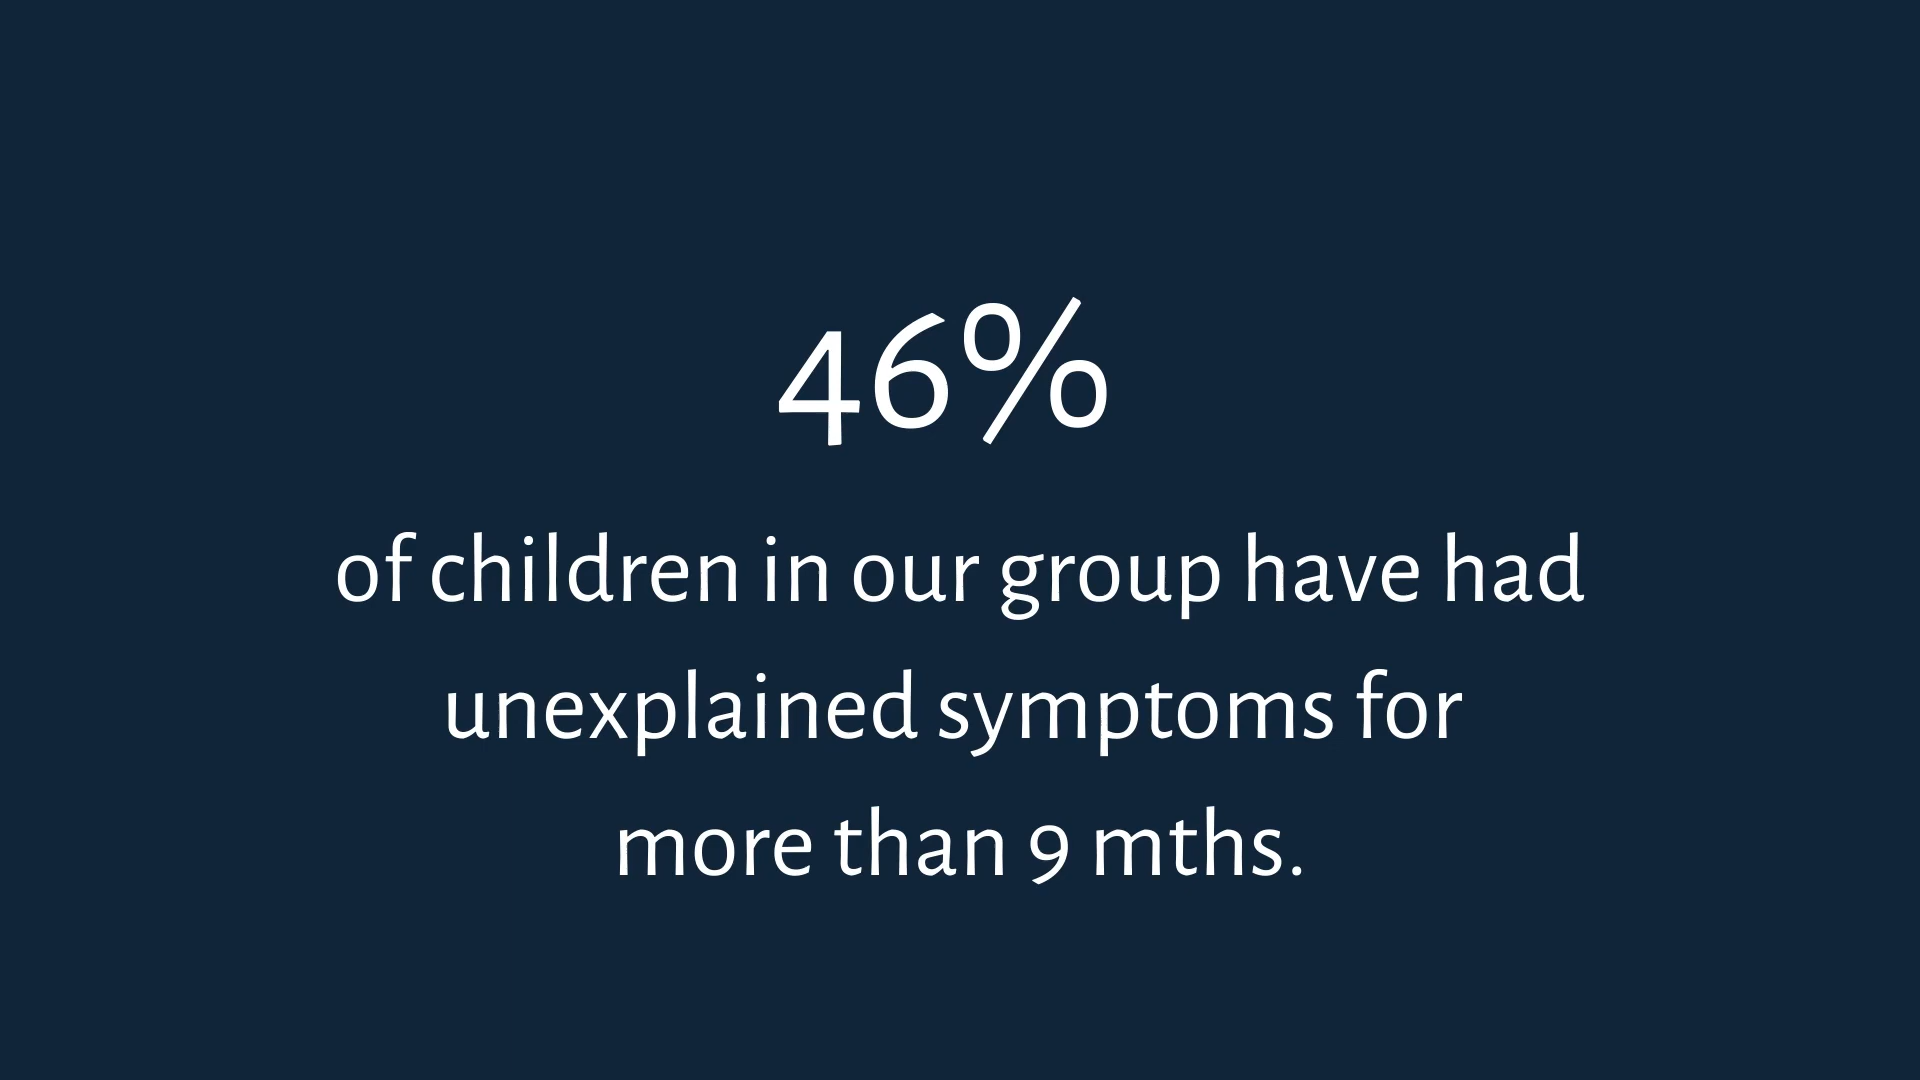 46%
of children in our group have had
unexplained symptoms for
more than 9 mths.